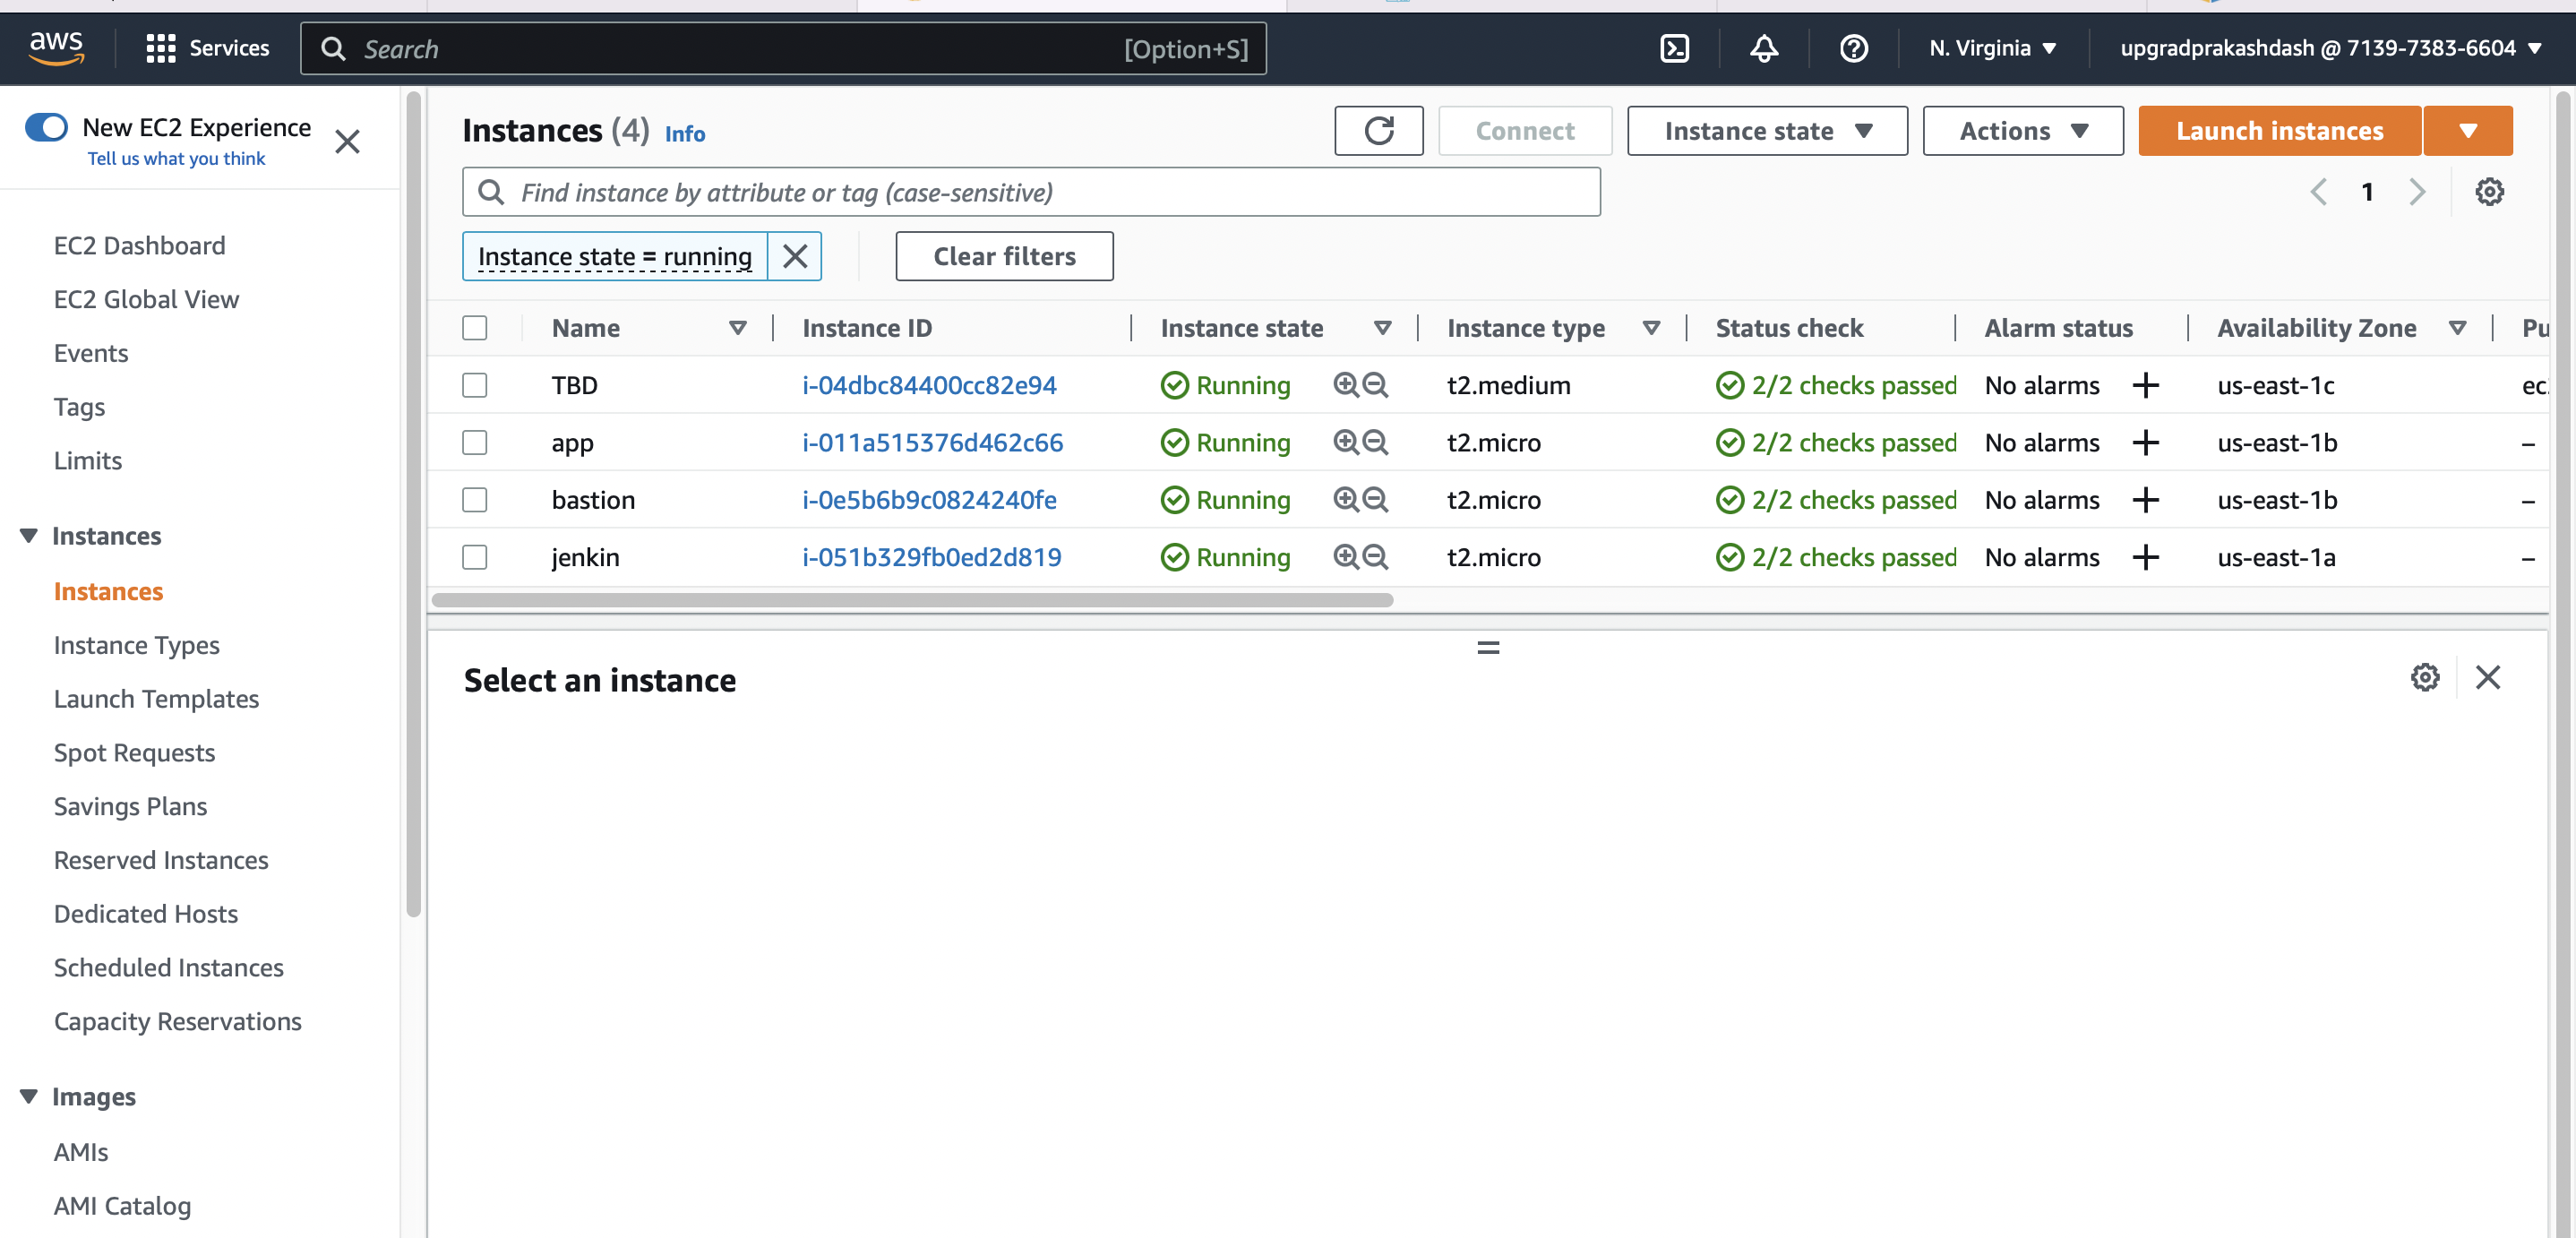 aws Services Search [Option+S] N. Virginia upgradprakashdash @ 7139-7383-6604
New EC2 Experience
Tell us what you think
EC2 Dashboard
EC2 Global View
Events
Tags
Limits
Instances
Instances
Instance Types
Launch Templates
Spot Requests
Savings Plans
Reserved Instances
Dedicated Hosts
Scheduled Instances
Capacity Reservations
Images
AMIs
AMI Catalog
Instances (4) Info Connect Instance state Actions Launch instances
Find instance by attribute or tag (case-sensitive) 1
Instance state = running Clear filters
Name Instance ID Instance state Instance type Status check Alarm status Availability Zone Pu
TBD i-04dbc84400cc82e94 Running t2.medium 2/2 checks passed No alarms + us-east-1c ec
app i-011a515376d462c66 Running t2.micro 2/2 checks passed No alarms + us-east-1b –
bastion i-0e5b6b9c0824240fe Running t2.micro 2/2 checks passed No alarms + us-east-1b –
jenkin i-051b329fb0ed2d819 Running t2.micro 2/2 checks passed No alarms + us-east-1a –
Select an instance